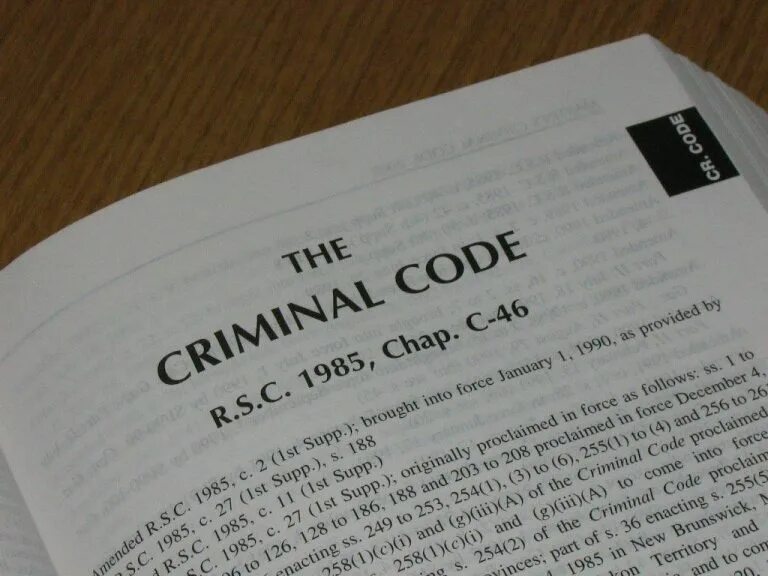 CR. CODE
THE
CRIMINAL CODE
R.S.C. 1985, Chap. C-46
Amended R.S.C. 1985, c. 2 (1st Supp.); brought into force January 1, 1990, as provided by
R.S.C. 1985, c. 27 (1st Supp.), s. 188
R.S.C. 1985, c. 11 (1st Supp.)
R.S.C. 1985, c. 27 (1st Supp.); originally proclaimed in force as follows: ss. 1 to
to 126, 128 to 186, 188 and 203 to 208 proclaimed in force December 4,
enacting ss. 249 to 253, 254(1), (3) to (6), 255(1) to (4) and 256 to
258(1)(c)(i) and (g)(iii)(A) of the Criminal Code proclaimed
258(1)(c)(i) and (g)(iii)(A) to come into force
s. 254(2) of the Criminal Code
part of s. 36 enacting s. 255(5)
1985 in New Brunswick,
Territory and
and to